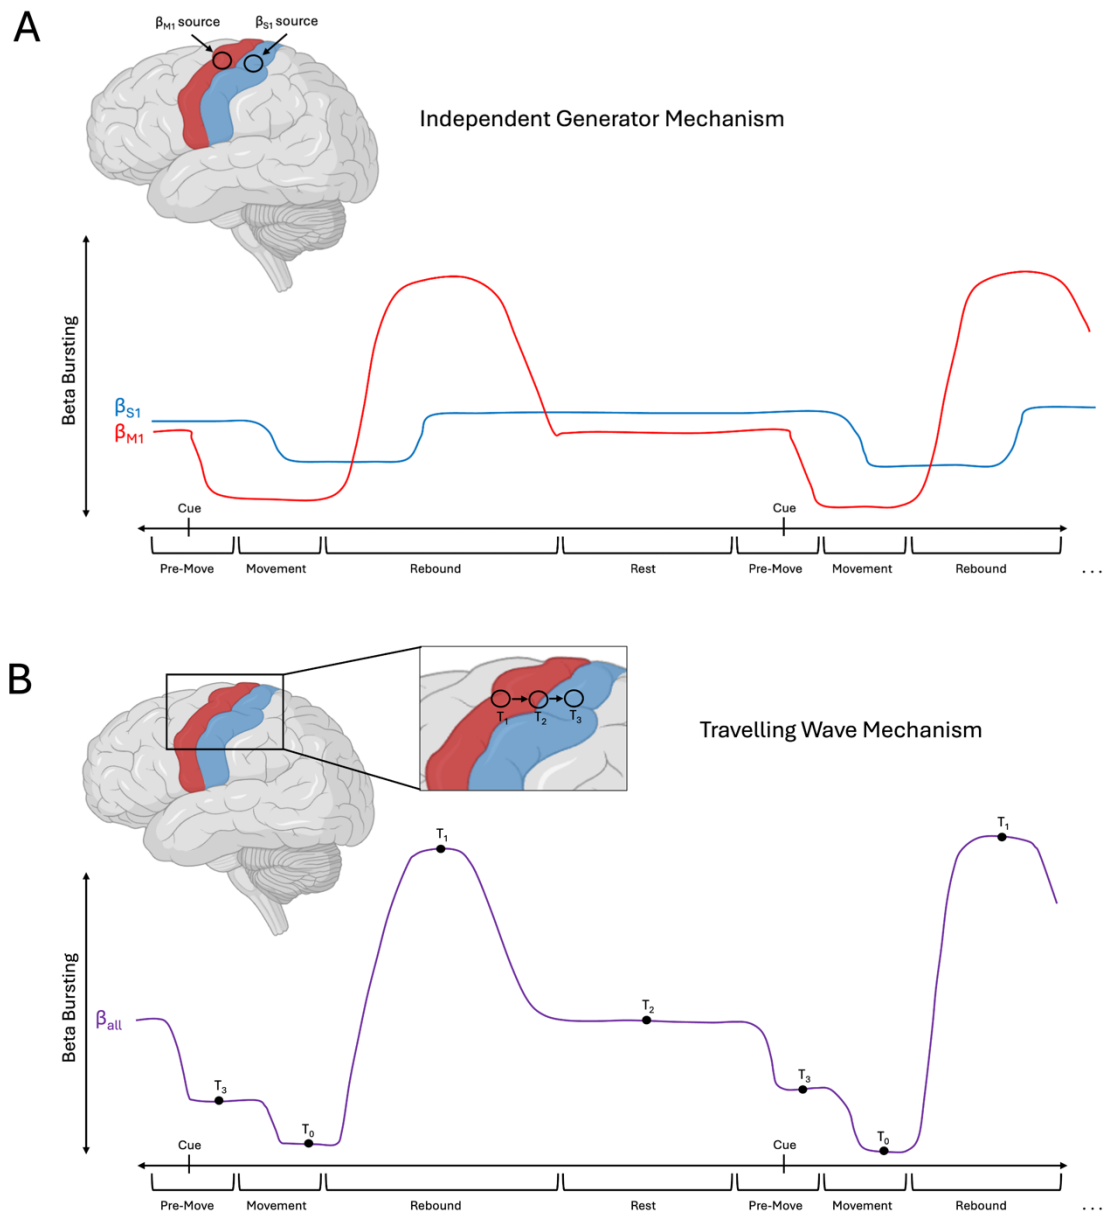 A
βM1 source
βS1 source
Independent Generator Mechanism
Beta Bursting
βS1
βM1
Cue
Cue
Pre-Move
Movement
Rebound
Rest
Pre-Move
Movement
Rebound
...
B
T1
T2
T3
Travelling Wave Mechanism
Beta Bursting
βall
T3
T0
T1
T2
T3
T0
T1
Cue
Cue
Pre-Move
Movement
Rebound
Rest
Pre-Move
Movement
Rebound
...